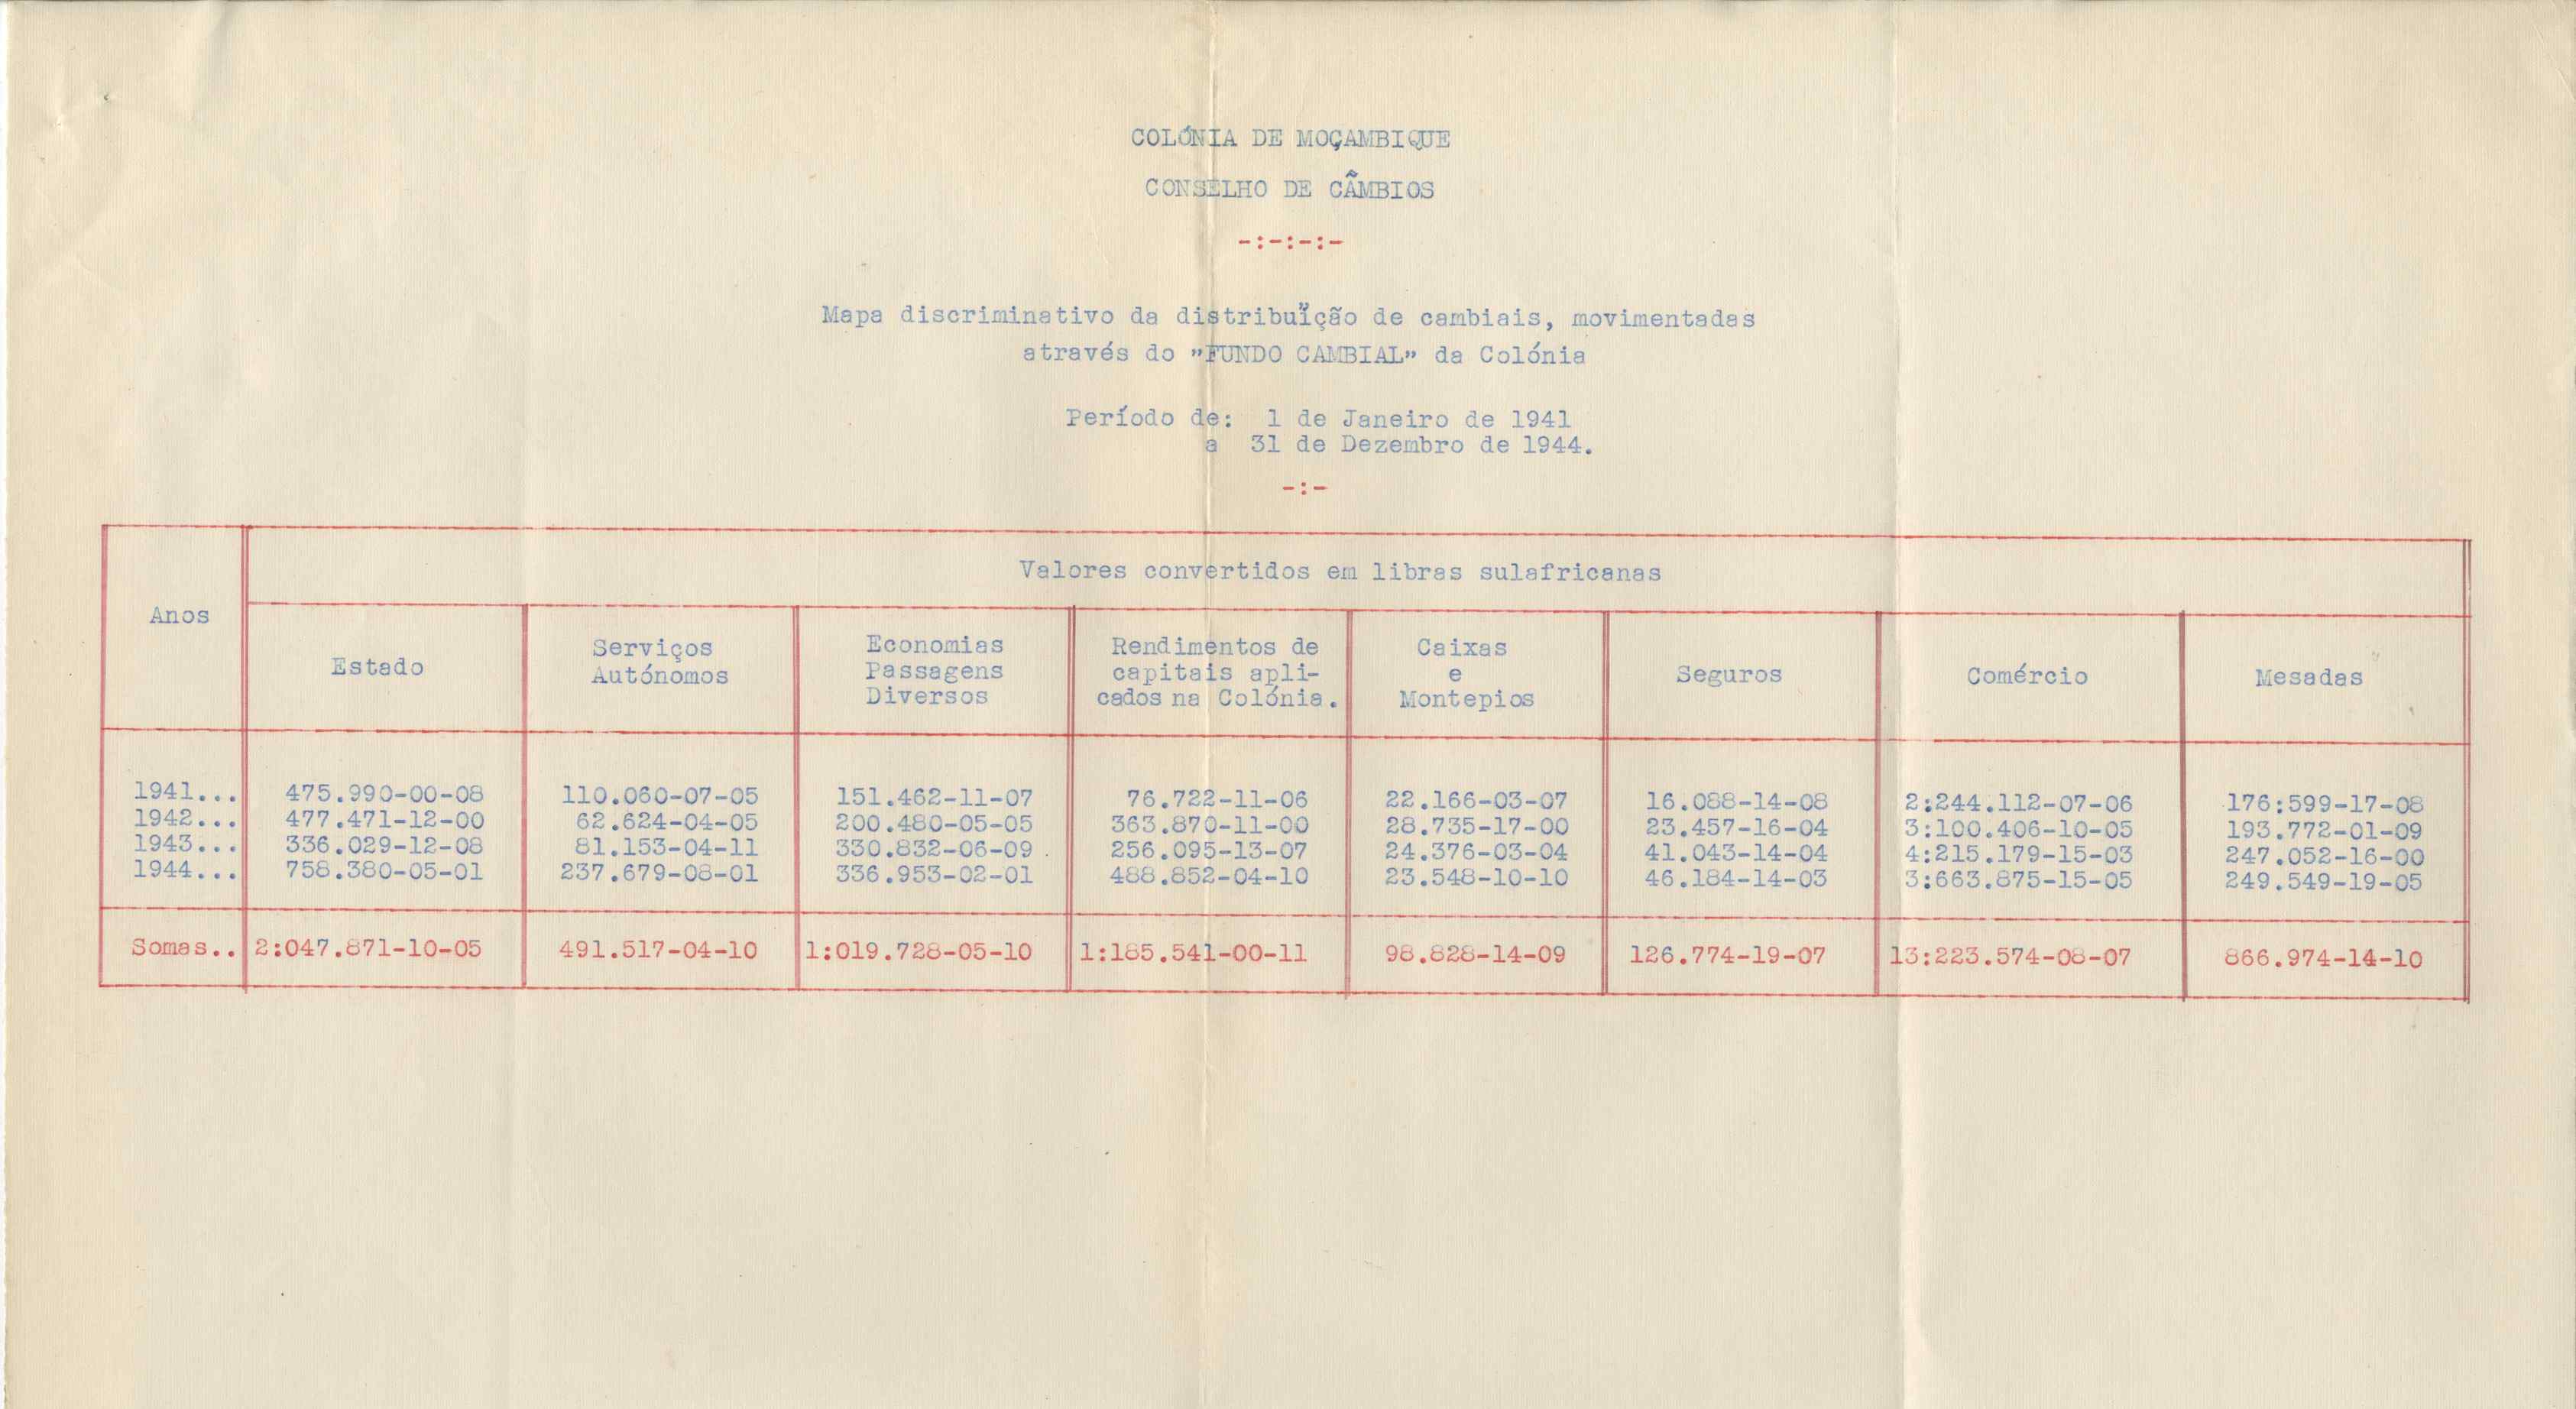 COLÓNIA DE MOÇAMBIQUE
CONSELHO DE CÂMBIOS
-:-:-:-
Mapa discriminativo da distribuïção de cambiais, movimentadas
através do "FUNDO CAMBIAL" da Colónia
Período de: 1 de Janeiro de 1941
a 31 de Dezembro de 1944.
-:-
Anos
Valores convertidos em libras sulafricanas
Estado
Serviços
Autónomos
Economias
Passagens
Diversos
Rendimentos de
capitais apli-
cados na Colónia.
Caixas
e
Montepios
Seguros
Comércio
Mesadas
1941... 475.990-00-08 110.060-07-05 151.462-11-07 76.722-11-06 22.166-03-07 16.088-14-08 2:244.112-07-06 176:599-17-08
1942... 477.471-12-00 62.624-04-05 200.480-05-05 363.870-11-00 28.735-17-00 23.457-16-04 3:100.406-10-05 193.772-01-09
1943... 336.029-12-08 81.153-04-11 330.832-06-09 256.095-13-07 24.376-03-04 41.043-14-04 4:215.179-15-03 247.052-16-00
1944... 758.380-05-01 237.679-08-01 336.953-02-01 488.852-04-10 23.548-10-10 46.184-14-03 3:663.875-15-05 249.549-19-05
Somas.. 2:047.871-10-05 491.517-04-10 1:019.728-05-10 1:185.541-00-11 98.828-14-09 126.774-19-07 13:223.574-08-07 866.974-14-10